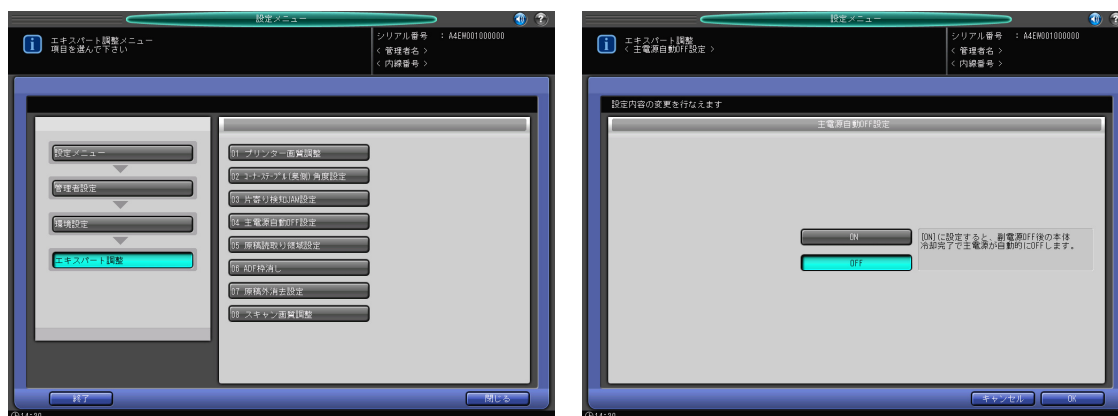 設定メニュー
エキスパート調整メニュー
項目を選んで下さい
シリアル番号 : A4EW001000000
< 管理者名 >
< 内線番号 >
設定メニュー
管理者設定
環境設定
エキスパート調整
01 プリンター画質調整
02 コーナーステープル(裏側)角度設定
03 片寄り検知JAM設定
04 主電源自動OFF設定
05 原稿読取り領域設定
06 ADF枠消し
07 原稿外消去設定
08 スキャン画質調整
終了
閉じる
14:30
設定メニュー
エキスパート調整
< 主電源自動OFF設定 >
シリアル番号 : A4EW001000000
< 管理者名 >
< 内線番号 >
設定内容の変更を行なえます
主電源自動OFF設定
ON
OFF
[ON]に設定すると、副電源OFF後の本体
冷却完了で主電源が自動的にOFFします。
キャンセル
OK
14:30